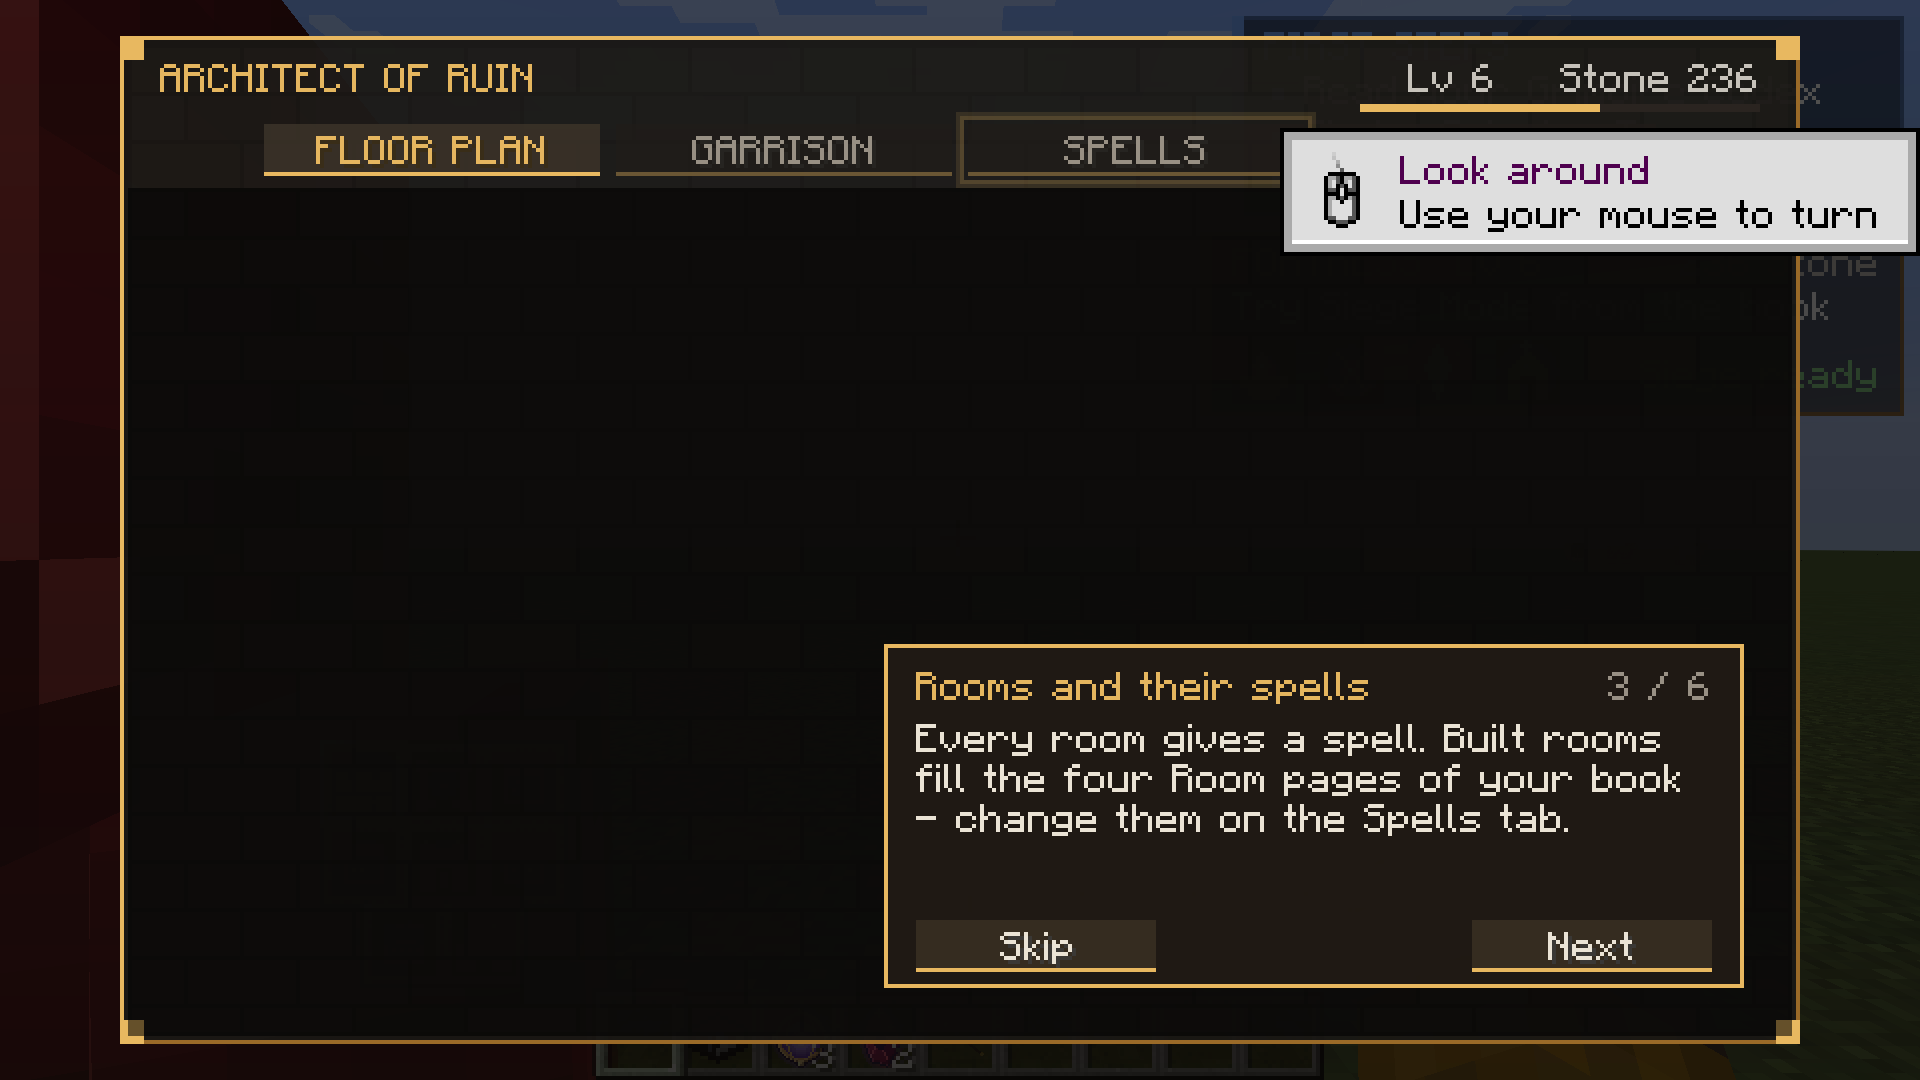 ARCHITECT OF RUIN
Lv 6 Stone 236
FLOOR PLAN GARRISON SPELLS
Look around
Use your mouse to turn
Rooms and their spells 3 / 6
Every room gives a spell. Built rooms
fill the four Room pages of your book
- change them on the Spells tab.
Skip Next
3 2